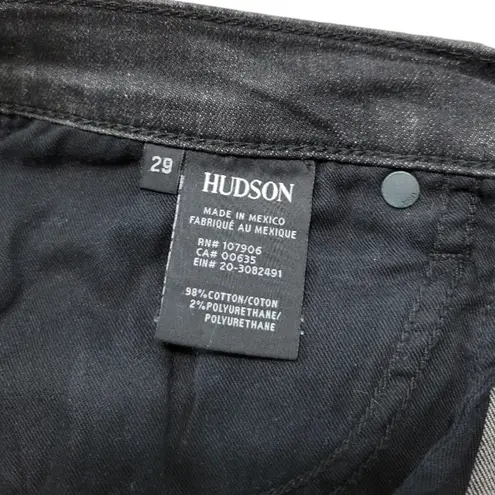 29
HUDSON
MADE IN MEXICO
FABRIQUÉ AU MEXIQUE
RN# 107906
CA# 00635
EIN# 20-3082491
98%COTTON/COTON
2%POLYURETHANE/
POLYURETHANE